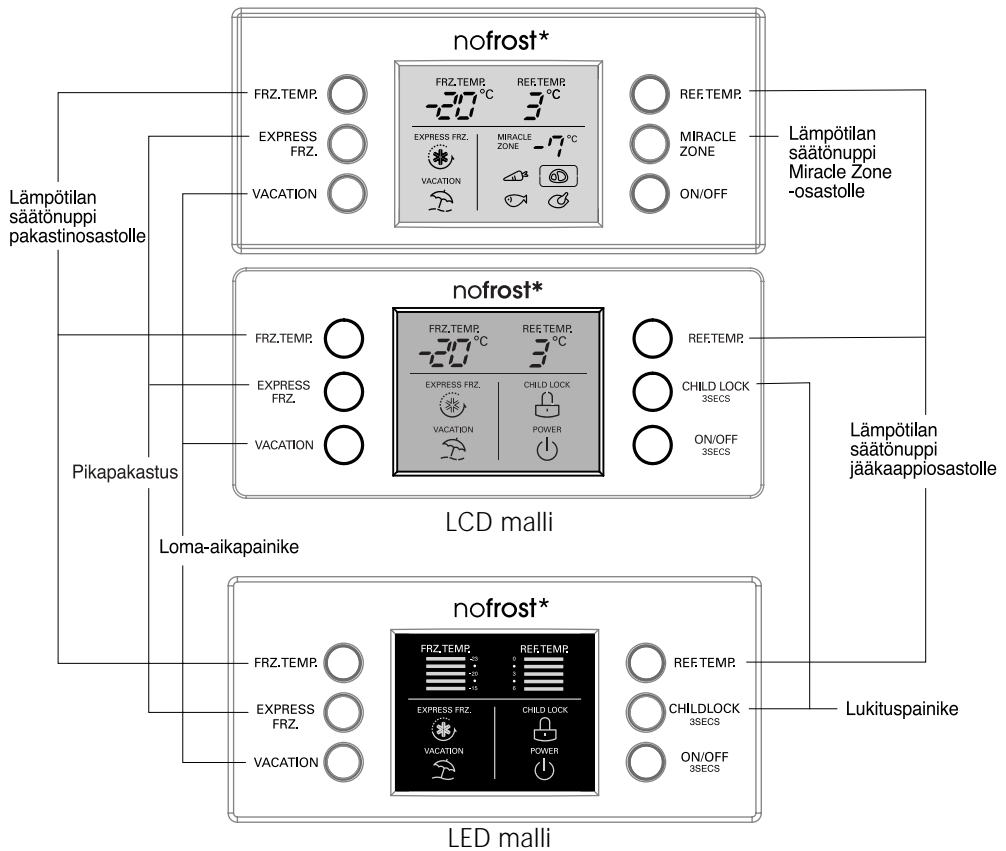 nofrost*
FRZ.TEMP.
EXPRESS
FRZ.
VACATION
FRZ.TEMP.
-20 °C
REF.TEMP.
3 °C
EXPRESS FRZ.
MIRACLE
ZONE
-7 °C
VACATION
REF.TEMP.
MIRACLE
ZONE
ON/OFF
Lämpötilan
säätönuppi
Miracle Zone
-osastolle
Lämpötilan
säätönuppi
pakastinosastolle
nofrost*
FRZ.TEMP.
EXPRESS
FRZ.
VACATION
FRZ.TEMP.
-20 °C
REF.TEMP.
3 °C
EXPRESS FRZ.
CHILD LOCK
VACATION
POWER
REF.TEMP.
CHILD LOCK
3SECS
ON/OFF
3SECS
Lämpötilan
säätönuppi
jääkaappiosastolle
Pikapakastus
LCD malli
Loma-aikapainike
nofrost*
FRZ.TEMP.
EXPRESS
FRZ.
VACATION
FRZ.TEMP.
-23
-20
-15
REF.TEMP.
0
3
6
EXPRESS FRZ.
CHILD LOCK
VACATION
POWER
REF.TEMP.
CHILDLOCK
3SECS
ON/OFF
3SECS
Lukituspainike
LED malli